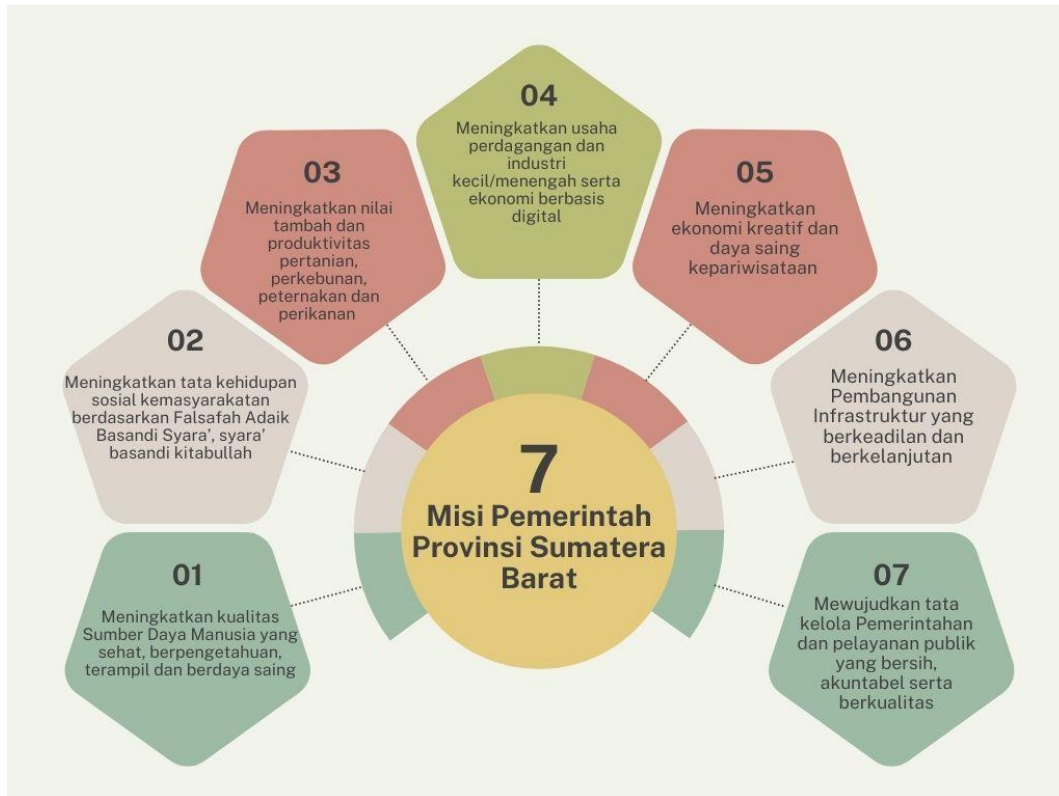 7
Misi Pemerintah
Provinsi Sumatera
Barat
01
Meningkatkan kualitas
Sumber Daya Manusia yang
sehat, berpengetahuan,
terampil dan berdaya saing
02
Meningkatkan tata kehidupan
sosial kemasyarakatan
berdasarkan Falsafah Adaik
Basandi Syara’, syara’
basandi kitabullah
03
Meningkatkan nilai
tambah dan
produktivitas
pertanian,
perkebunan,
peternakan dan
perikanan
04
Meningkatkan usaha
perdagangan dan
industri
kecil/menengah serta
ekonomi berbasis
digital
05
Meningkatkan
ekonomi kreatif dan
daya saing
kepariwisataan
06
Meningkatkan
Pembangunan
Infrastruktur yang
berkeadilan dan
berkelanjutan
07
Mewujudkan tata
kelola Pemerintahan
dan pelayanan publik
yang bersih,
akuntabel serta
berkualitas